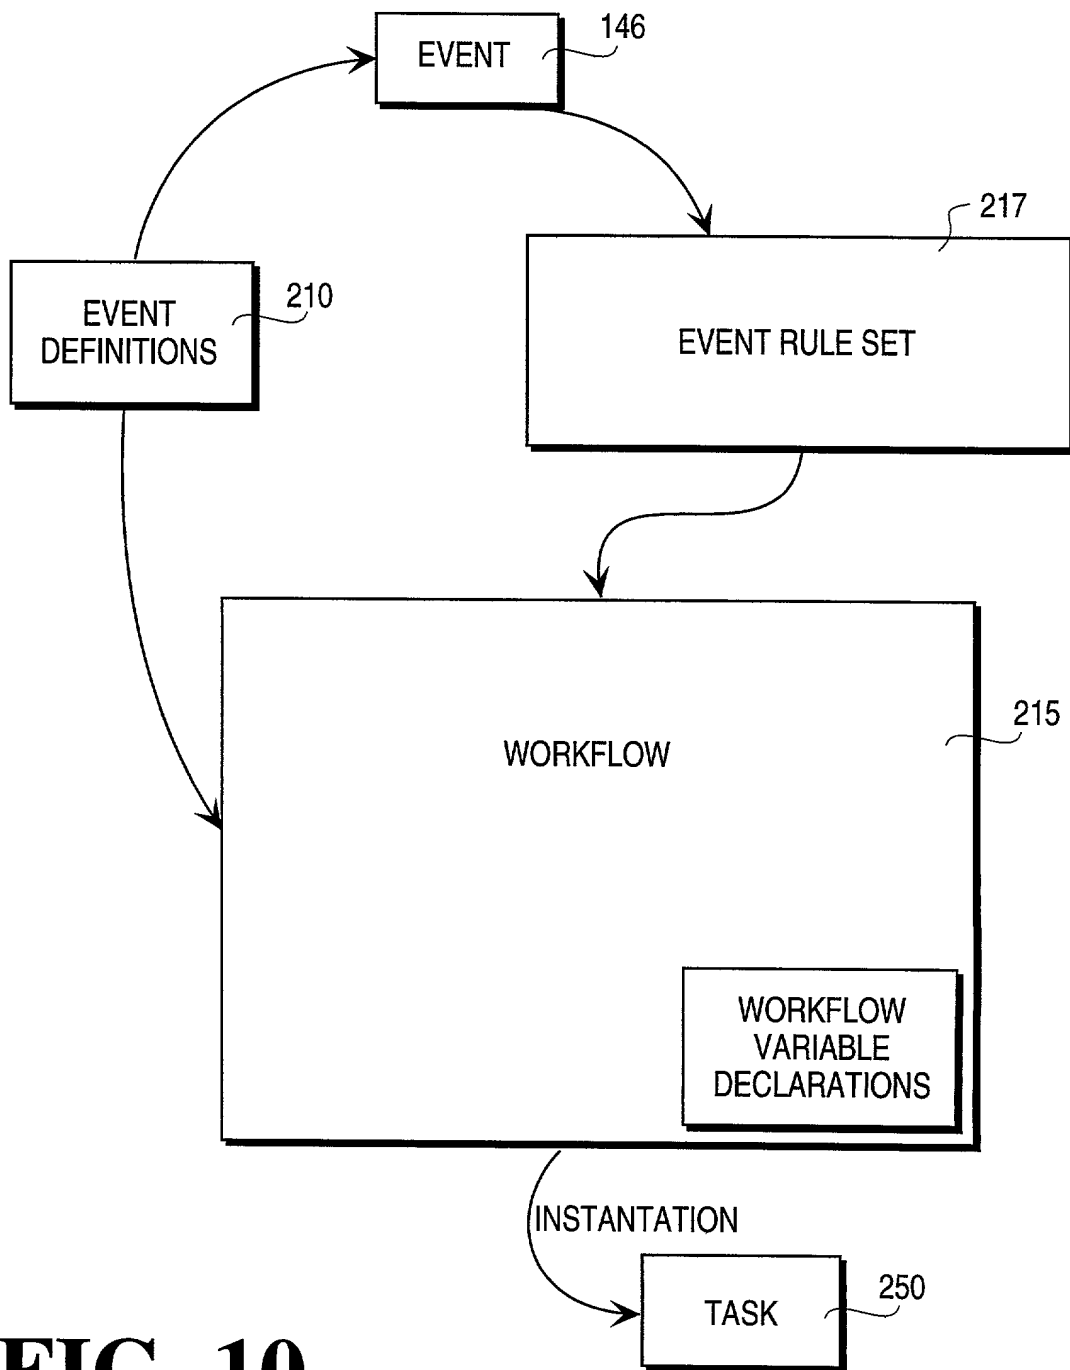 EVENT
146
217
EVENT
DEFINITIONS
210
EVENT RULE SET
WORKFLOW
215
WORKFLOW
VARIABLE
DECLARATIONS
INSTANTATION
TASK
250
FIG. 10